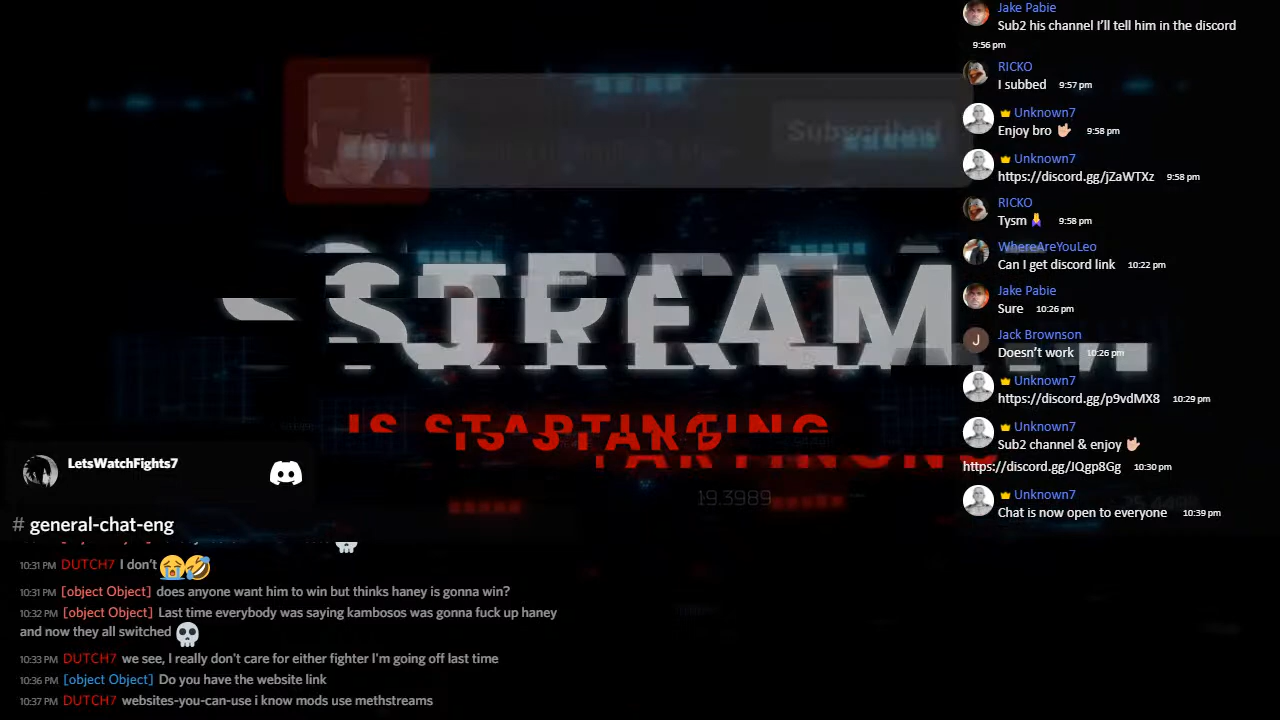 Jake Pabie
Sub2 his channel I’ll tell him in the discord
9:56 pm
RICKO
I subbed 9:57 pm
Unknown7
Enjoy bro 🤟🏻 9:58 pm
Unknown7
https://discord.gg/jZaWTXz 9:58 pm
RICKO
Tysm 9:58 pm
WhereAreYouLeo
Can I get discord link 10:22 pm
Jake Pabie
Sure 10:26 pm
Jack Brownson
J
Doesn’t work 10:26 pm
Unknown7
https://discord.gg/p9vdMX8 10:29 pm
Unknown7
Sub2 channel & enjoy 🤟🏻
https://discord.gg/JQgp8Gg 10:30 pm
Unknown7
Chat is now open to everyone 10:39 pm
Subscribed
STREAM
IS STARTING
19.3989
LetsWatchFights7
# general-chat-eng
10:31 PM DUTCH7 I don't 😭🤣
10:31 PM [object Object] does anyone want him to win but thinks haney is gonna win?
10:32 PM [object Object] Last time everybody was saying kambosos was gonna fuck up haney
and now they all switched 💀
10:33 PM DUTCH7 we see, I really don't care for either fighter I'm going off last time
10:36 PM [object Object] Do you have the website link
10:37 PM DUTCH7 websites-you-can-use i know mods use methstreams